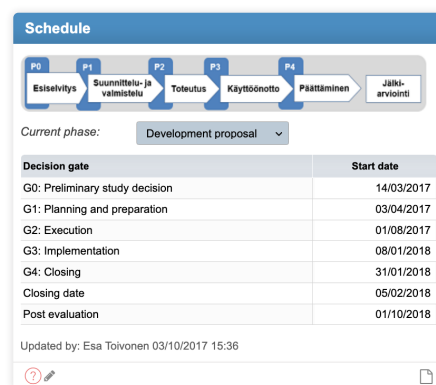 Schedule
P0 P1 P2 P3 P4
Esiselvitys Suunnittelu- ja valmistelu Toteutus Käyttöönotto Päättäminen Jälki-arviointi
Current phase: Development proposal
Decision gate Start date
G0: Preliminary study decision 14/03/2017
G1: Planning and preparation 03/04/2017
G2: Execution 01/08/2017
G3: Implementation 08/01/2018
G4: Closing 31/01/2018
Closing date 05/02/2018
Post evaluation 01/10/2018
Updated by: Esa Toivonen 03/10/2017 15:36
?